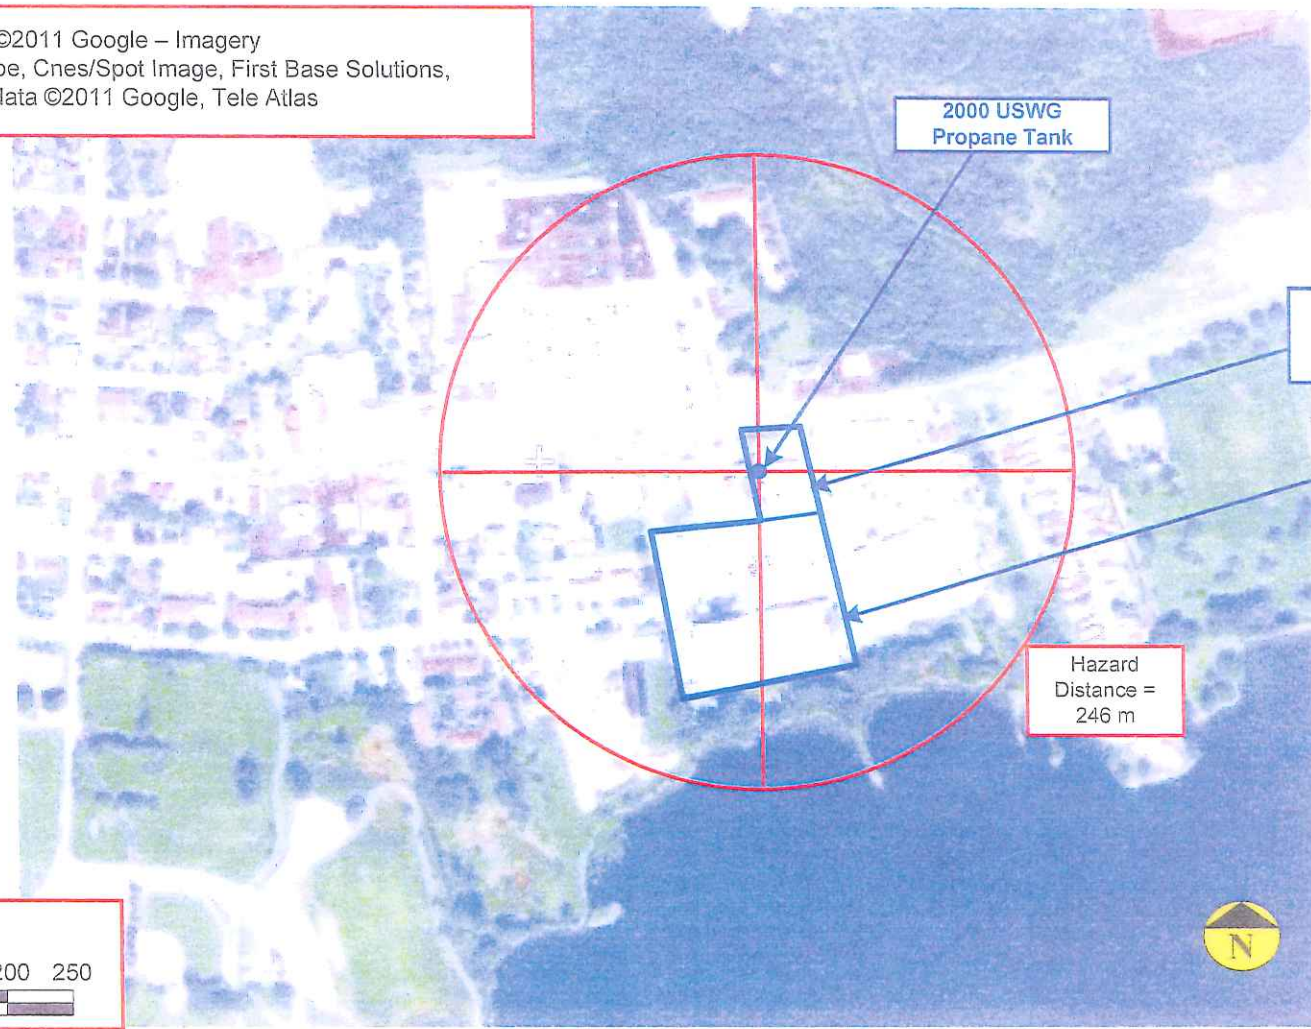 ©2011 Google – Imagery
be, Cnes/Spot Image, First Base Solutions,
data ©2011 Google, Tele Atlas
2000 USWG
Propane Tank
Hazard
Distance =
246 m
200 250
N